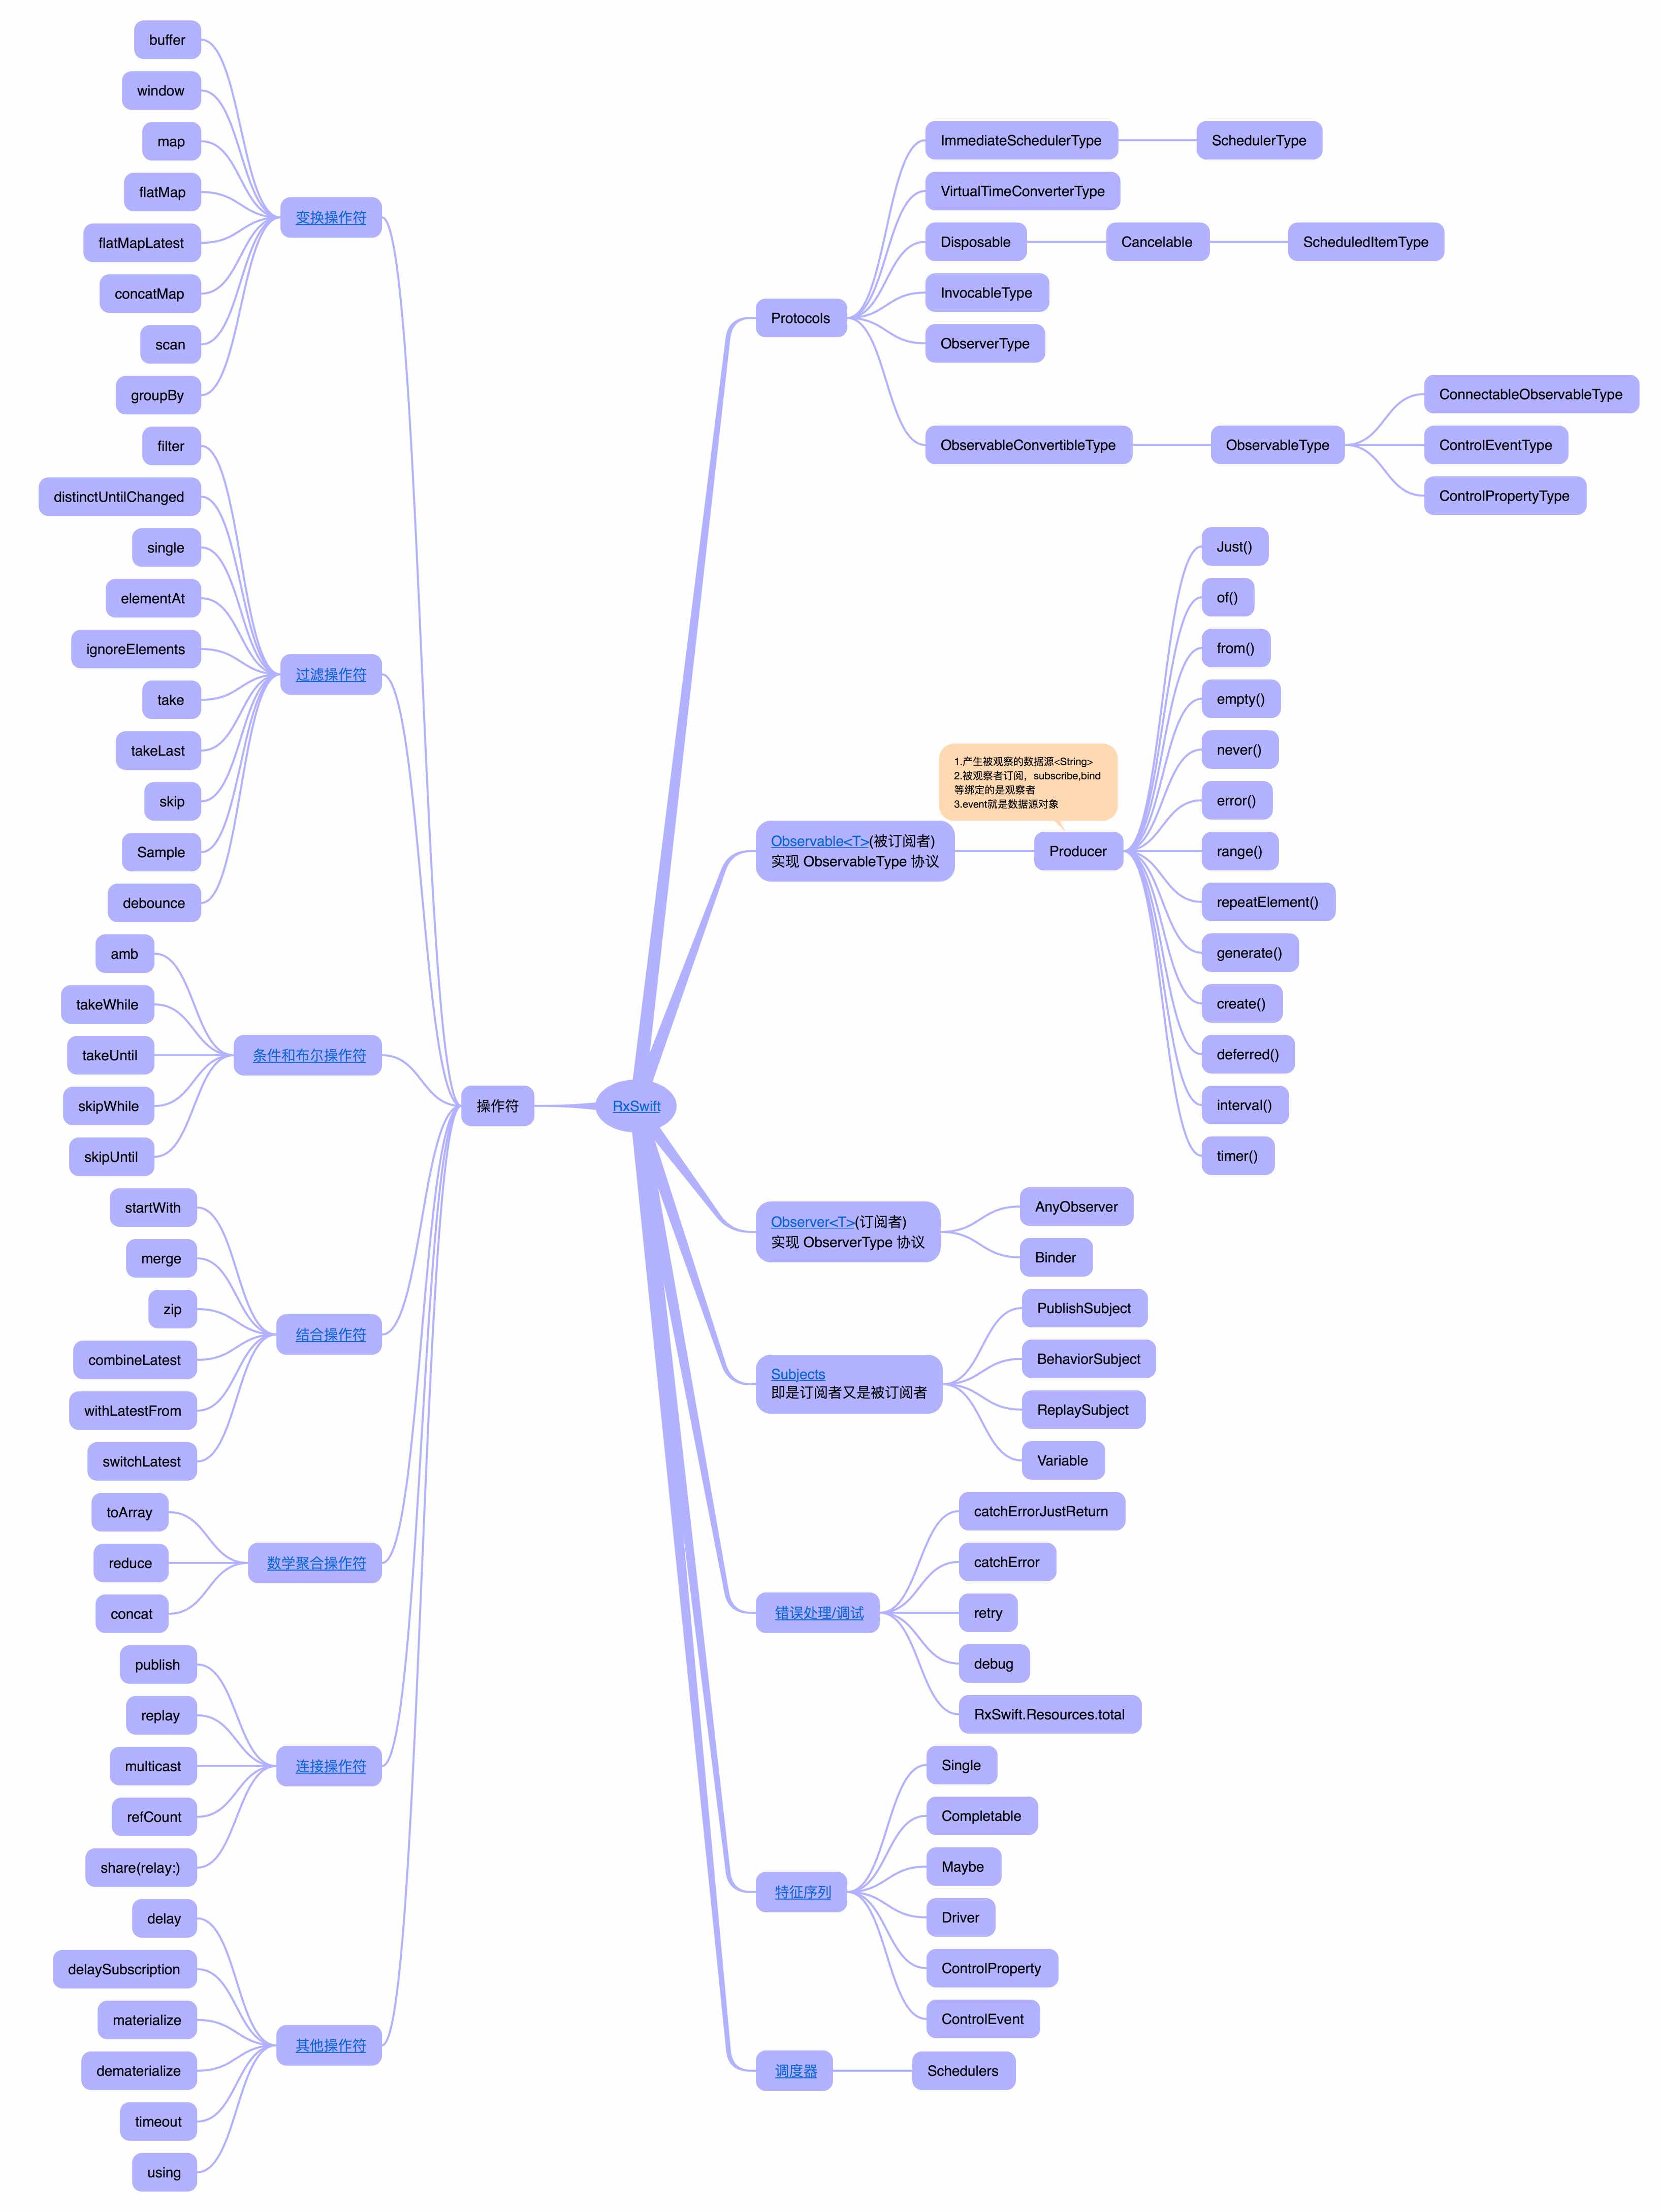 RxSwift
操作符
变换操作符
buffer
window
map
flatMap
flatMapLatest
concatMap
scan
groupBy
过滤操作符
filter
distinctUntilChanged
single
elementAt
ignoreElements
take
takeLast
skip
Sample
debounce
条件和布尔操作符
amb
takeWhile
takeUntil
skipWhile
skipUntil
结合操作符
startWith
merge
zip
combineLatest
withLatestFrom
switchLatest
数学聚合操作符
toArray
reduce
concat
连接操作符
publish
replay
multicast
refCount
share(relay:)
其他操作符
delay
delaySubscription
materialize
dematerialize
timeout
using
Protocols
ImmediateSchedulerType
SchedulerType
VirtualTimeConverterType
Disposable
Cancelable
ScheduledItemType
InvocableType
ObserverType
ObservableConvertibleType
ObservableType
ConnectableObservableType
ControlEventType
ControlPropertyType
Observable<T>(被订阅者)
实现 ObservableType 协议
1.产生被观察的数据源<String>
2.被观察者订阅，subscribe,bind
等绑定的是观察者
3.event就是数据源对象
Producer
Just()
of()
from()
empty()
never()
error()
range()
repeatElement()
generate()
create()
deferred()
interval()
timer()
Observer<T>(订阅者)
实现 ObserverType 协议
AnyObserver
Binder
Subjects
即是订阅者又是被订阅者
PublishSubject
BehaviorSubject
ReplaySubject
Variable
错误处理/调试
catchErrorJustReturn
catchError
retry
debug
RxSwift.Resources.total
特征序列
Single
Completable
Maybe
Driver
ControlProperty
ControlEvent
调度器
Schedulers